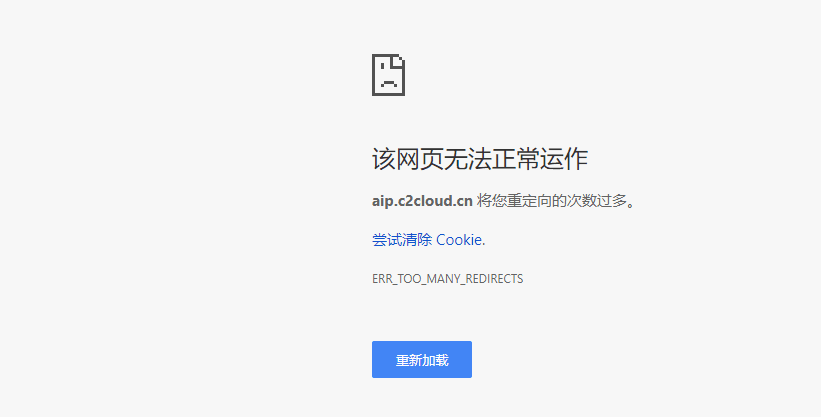 该网页无法正常运作
aip.c2cloud.cn 将您重定向的次数过多。
尝试清除 Cookie.
ERR_TOO_MANY_REDIRECTS
重新加载